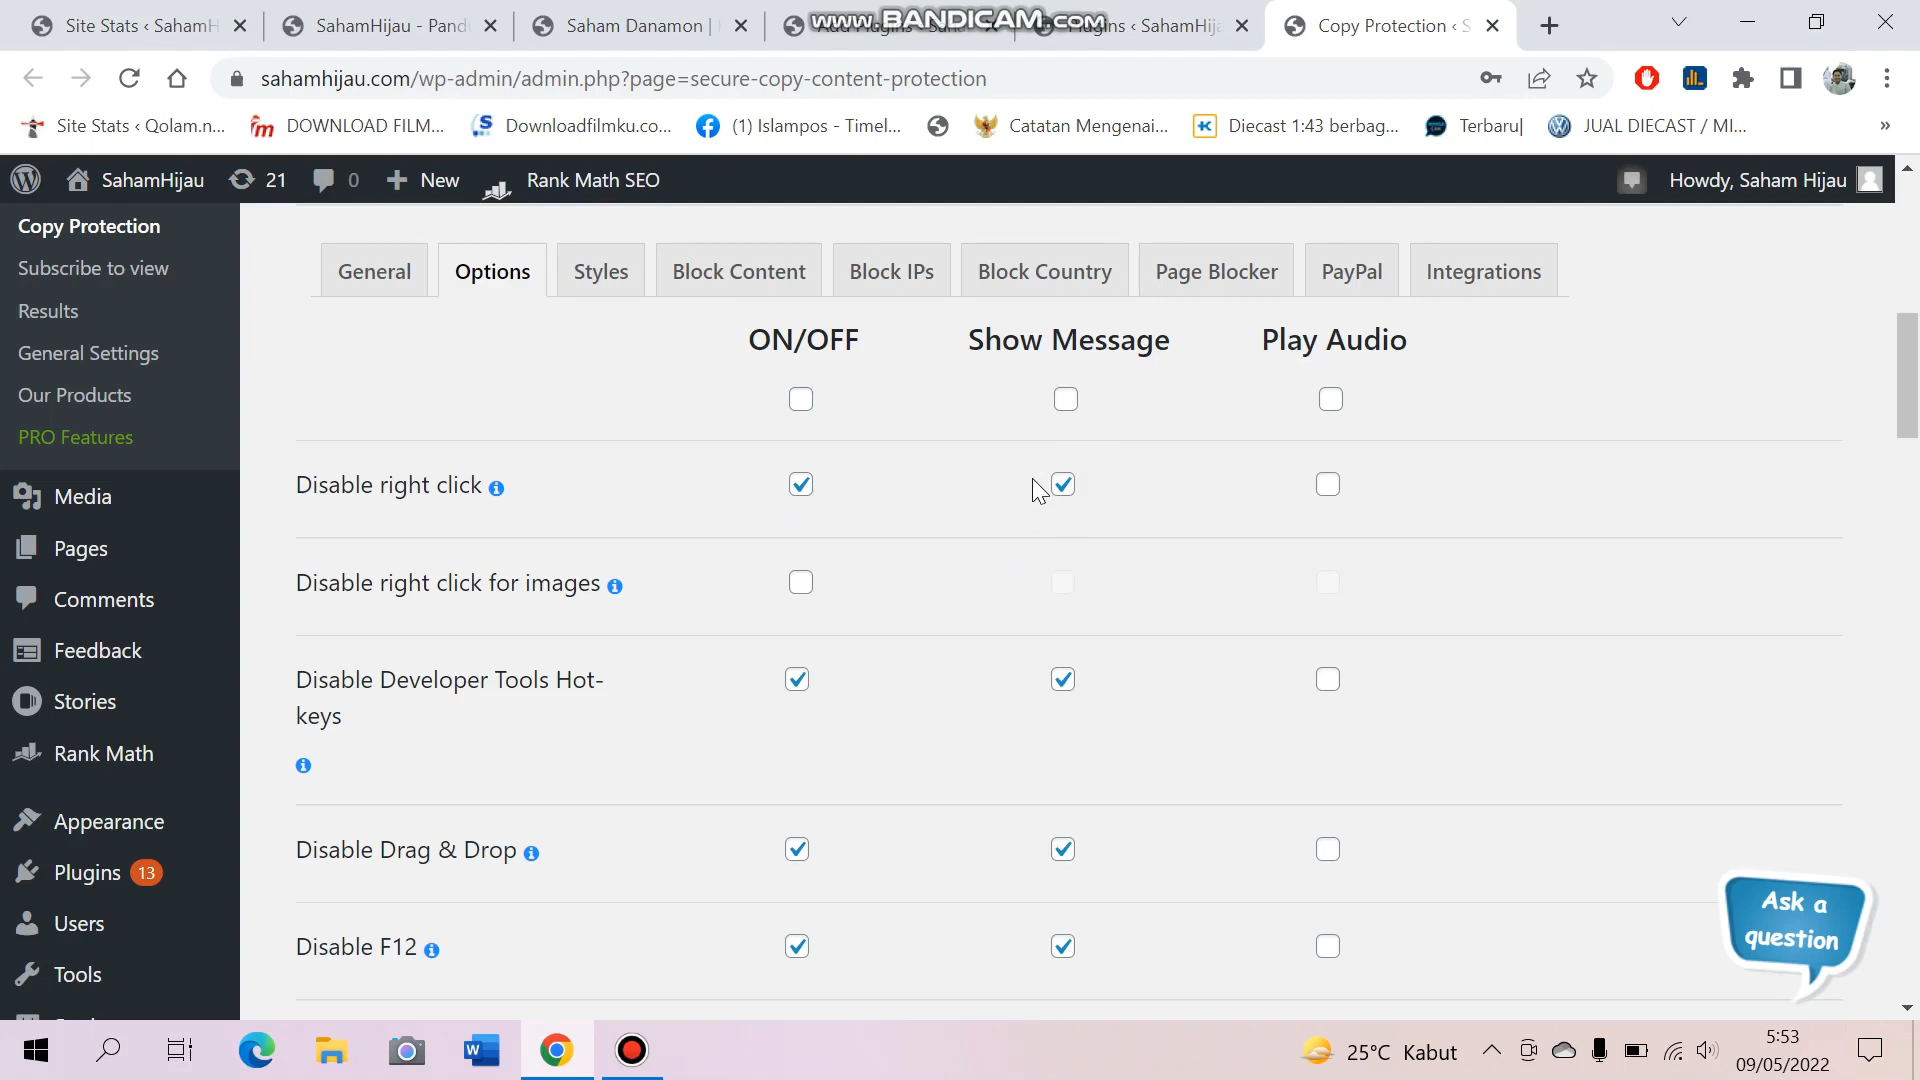 Site Stats ‹ SahamH
SahamHijau - Pand
Saham Danamon |
Plugins ‹ SahamHija
Copy Protection ‹ S
www.BANDICAM.com
sahamhijau.com/wp-admin/admin.php?page=secure-copy-content-protection
Site Stats ‹ Qolam.n...
DOWNLOAD FILM...
Downloadfilmku.co...
(1) Islampos - Timel...
Catatan Mengenai...
Diecast 1:43 berbag...
Terbaru|
JUAL DIECAST / MI...
»
SahamHijau
21
0
New
Rank Math SEO
Howdy, Saham Hijau
Copy Protection
Subscribe to view
Results
General Settings
Our Products
PRO Features
Media
Pages
Comments
Feedback
Stories
Rank Math
Appearance
Plugins 13
Users
Tools
General
Options
Styles
Block Content
Block IPs
Block Country
Page Blocker
PayPal
Integrations
ON/OFF
Show Message
Play Audio
Disable right click
Disable right click for images
Disable Developer Tools Hot-
keys
Disable Drag & Drop
Disable F12
Ask a
question
25°C Kabut
5:53
09/05/2022